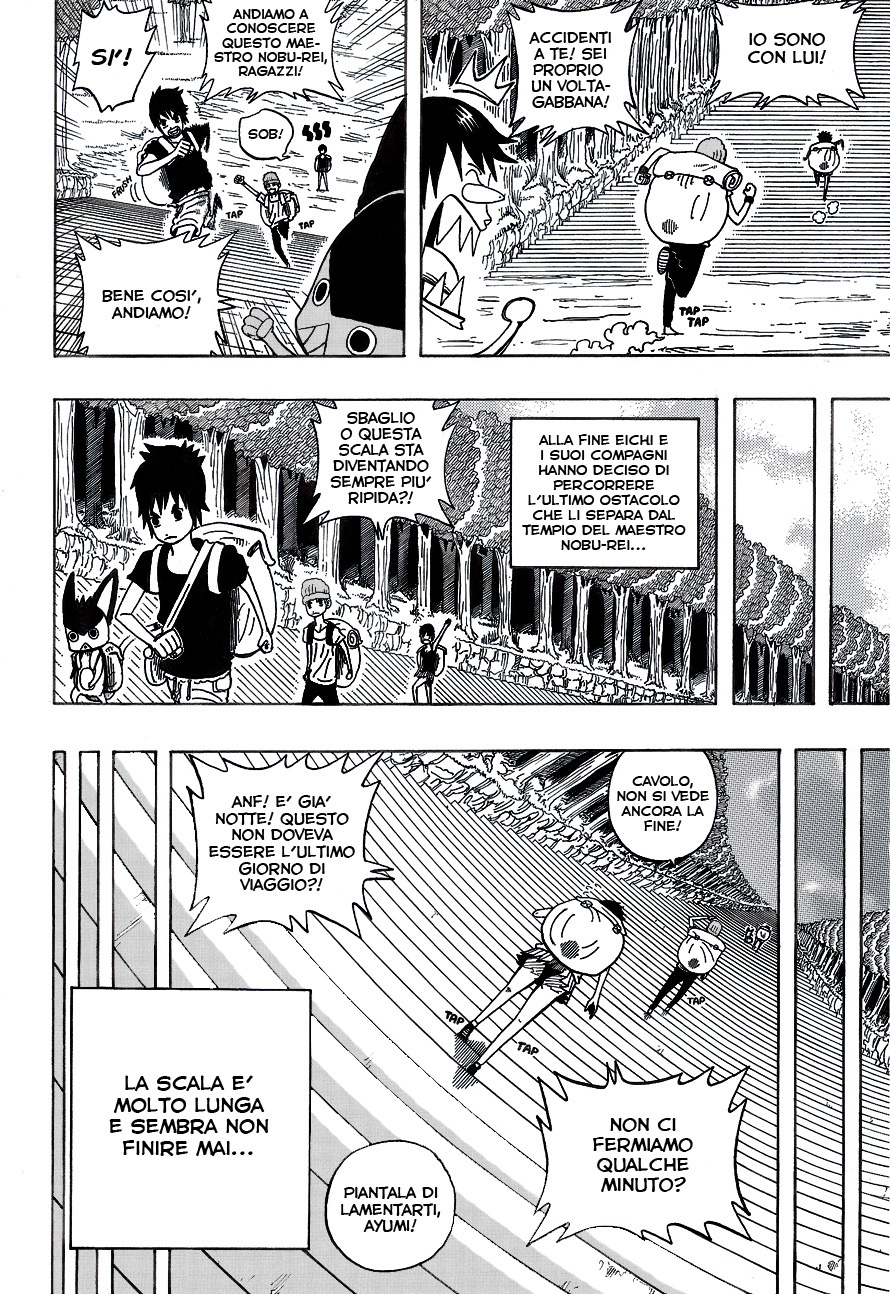 IO SONO
CON LUI!
ACCIDENTI
A TE! SEI
PROPRIO
UN VOLTA-
GABBANA!
TAP
TAP
ANDIAMO A
CONOSCERE
QUESTO MAE-
STRO NOBU-REI,
RAGAZZI!
SI'!
SOB!
FROM
TAP
TAP
BENE COSI',
ANDIAMO!
ALLA FINE EICHI E
I SUOI COMPAGNI
HANNO DECISO DI
PERCORRERE
L'ULTIMO OSTACOLO
CHE LI SEPARA DAL
TEMPIO DEL MAESTRO
NOBU-REI...
SBAGLIO
O QUESTA
SCALA STA
DIVENTANDO
SEMPRE PIU'
RIPIDA?!
CAVOLO,
NON SI VEDE
ANCORA LA
FINE!
ANF! E' GIA'
NOTTE! QUESTO
NON DOVEVA
ESSERE L'ULTIMO
GIORNO DI
VIAGGIO?!
TAP
TAP
TAP
NON CI
FERMIAMO
QUALCHE
MINUTO?
PIANTALA DI
LAMENTARTI,
AYUMI!
LA SCALA E'
MOLTO LUNGA
E SEMBRA NON
FINIRE MAI...